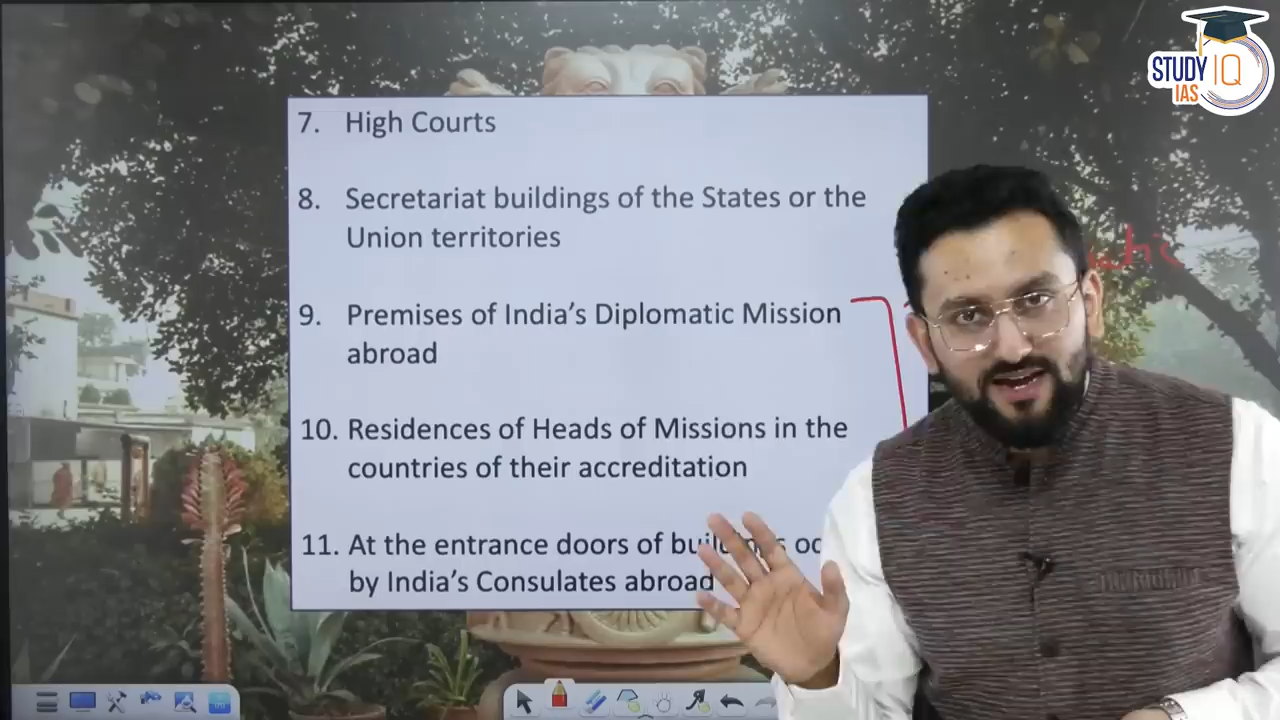 STUDY IQ
IAS
7. High Courts
8. Secretariat buildings of the States or the
Union territories
9. Premises of India's Diplomatic Mission
abroad
10. Residences of Heads of Missions in the
countries of their accreditation
11. At the entrance doors of
by India's Consulates abroad